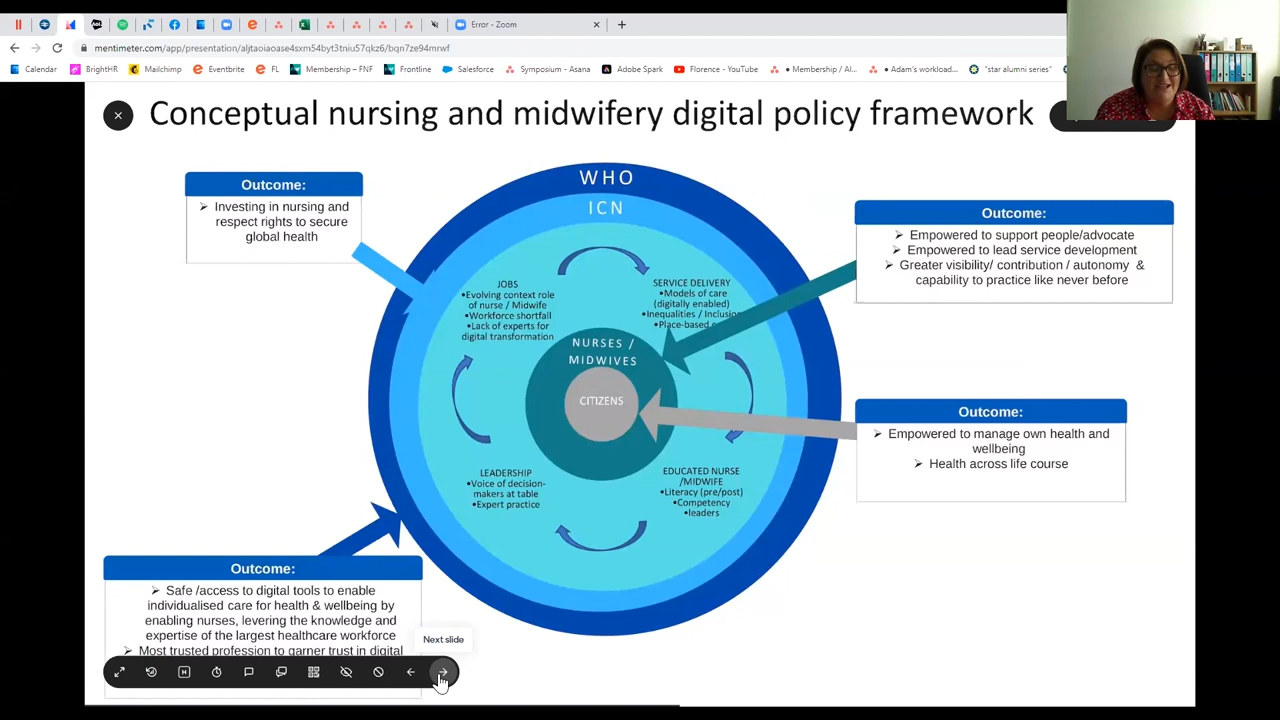 Error - Zoom
mentimeter.com/app/presentation/aljtaoiaoase4sxm54byt3tniu57qkz6/bqn7ze94mrwf
Calendar
BrightHR
Mailchimp
Eventbrite
FL
Membership – FNF
Frontline
Salesforce
Symposium - Asana
Adobe Spark
Florence - YouTube
• Membership / Al...
• Adam's workload...
"star alumni series"
Conceptual nursing and midwifery digital policy framework
WHO
ICN
Outcome:
Investing in nursing and
respect rights to secure
global health
Outcome:
Empowered to support people/advocate
Empowered to lead service development
Greater visibility/ contribution / autonomy &
capability to practice like never before
JOBS
•Evolving context role
of nurse / Midwife
•Workforce shortfall
•Lack of experts for
digital transformation
SERVICE DELIVERY
•Models of care
(digitally enabled)
•Inequalities / Inclusion
•Place-based
NURSES /
MIDWIVES
CITIZENS
Outcome:
Empowered to manage own health and
wellbeing
Health across life course
LEADERSHIP
•Voice of decision-
makers at table
•Expert practice
EDUCATED NURSE
/MIDWIFE
•Literacy (pre/post)
•Competency
•leaders
Outcome:
Safe /access to digital tools to enable
individualised care for health & wellbeing by
enabling nurses, levering the knowledge and
expertise of the largest healthcare workforce
Most trusted profession to garner trust in digital
Next slide